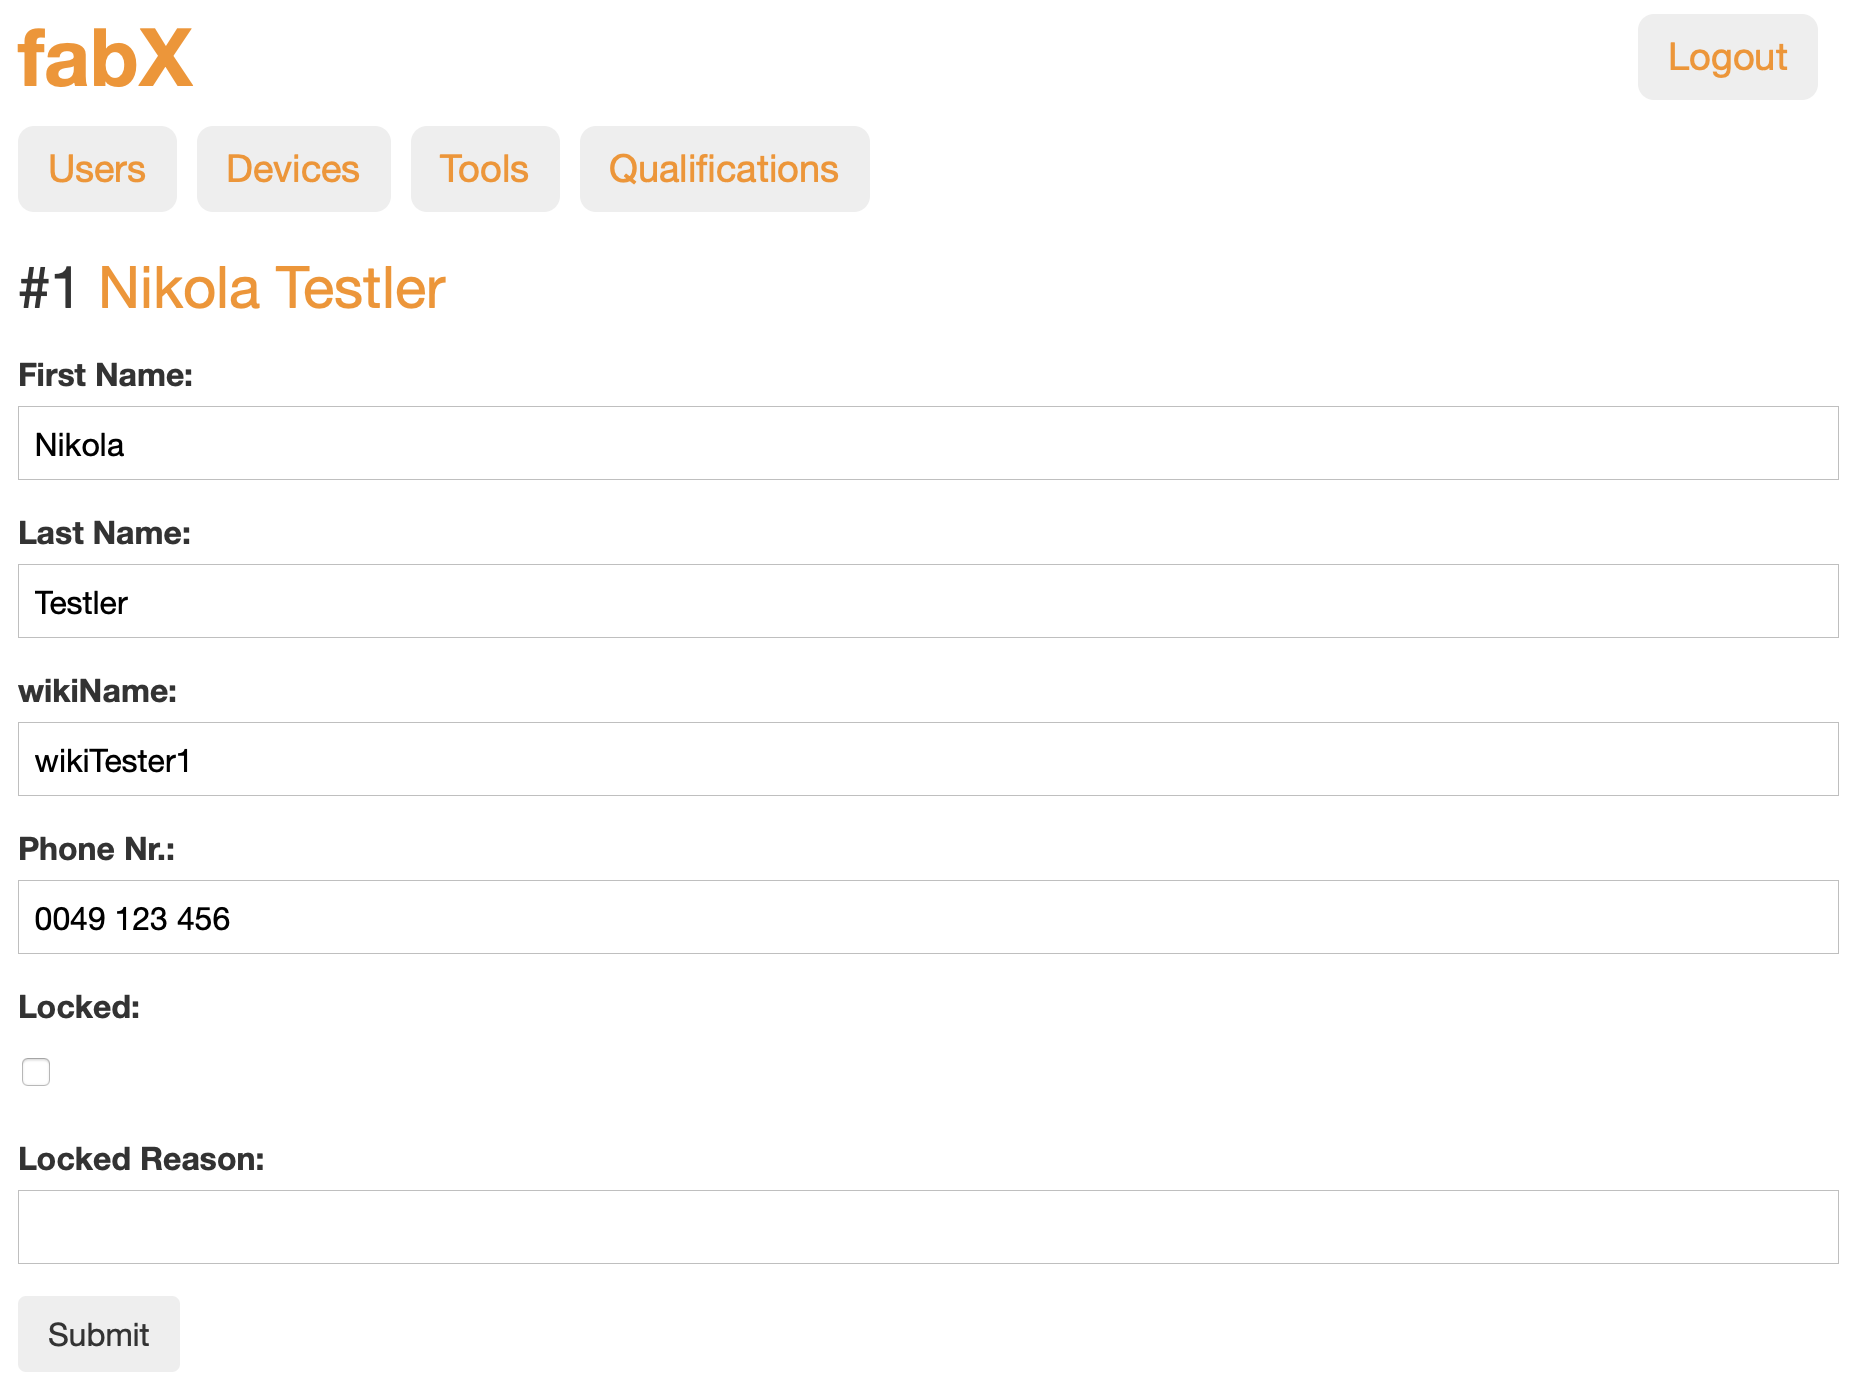 fabX
Logout
Users Devices Tools Qualifications
#1 Nikola Testler
First Name:
Nikola
Last Name:
Testler
wikiName:
wikiTester1
Phone Nr.:
0049 123 456
Locked:
Locked Reason:
Submit